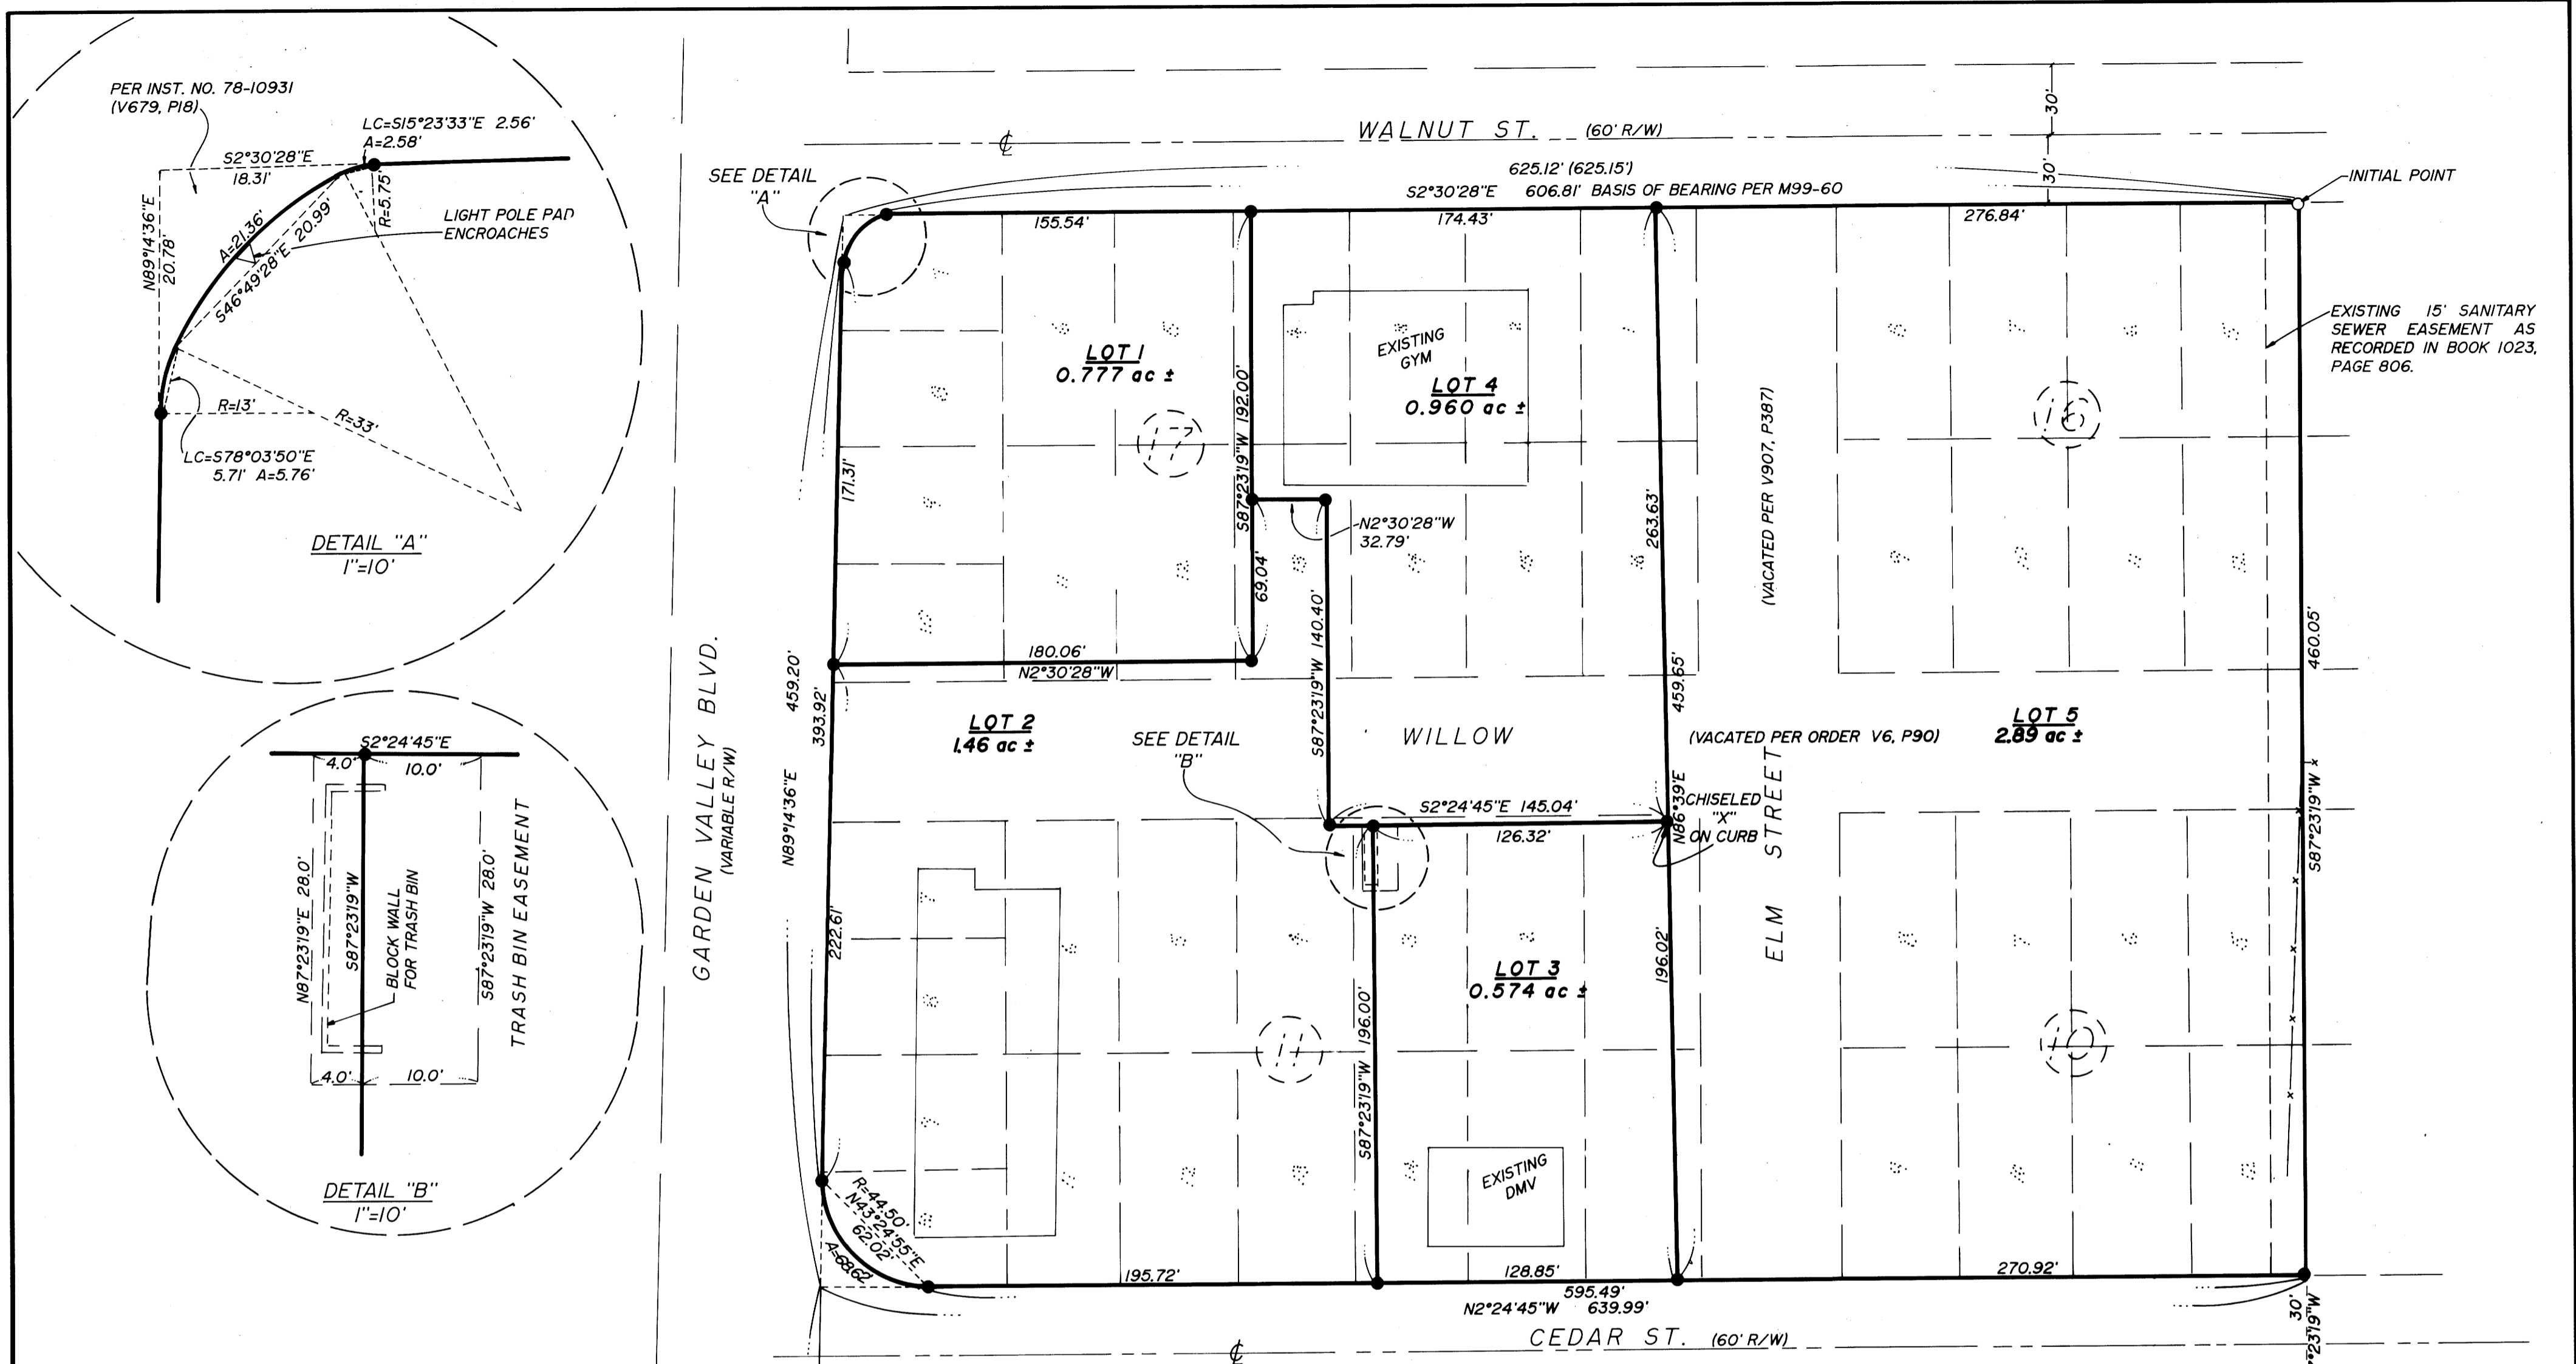 PER INST. NO. 78-10931
(V679, P18)
LC=S15°23'33"E 2.56'
A=2.58'
S2°30'28"E
18.31'
N89°14'36"E
20.78'
A=21.36'
S46°49'28"E 20.99'
R=5.75'
LIGHT POLE PAD
ENCROACHES
R=13'
R=33'
LC=S78°03'50"E
5.71' A=5.76'
DETAIL "A"
1"=10'
S2°24'45"E
4.0'
10.0'
N87°23'19"E 28.0'
S87°23'19"W
BLOCK WALL
FOR TRASH BIN
S87°23'19"W 28.0'
TRASH BIN EASEMENT
4.0'
10.0'
DETAIL "B"
1"=10'
GARDEN VALLEY BLVD.
(VARIABLE R/W)
WALNUT ST. (60' R/W)
30'
30'
SEE DETAIL
"A"
625.12' (625.15')
S2°30'28"E 606.81' BASIS OF BEARING PER M99-60
INITIAL POINT
155.54'
174.43'
276.84'
EXISTING 15' SANITARY
SEWER EASEMENT AS
RECORDED IN BOOK 1023,
PAGE 806.
LOT 1
0.777 ac ±
17
EXISTING
GYM
LOT 4
0.960 ac ±
16
171.31'
S87°23'19"W 192.00'
69.04'
N2°30'28"W
32.79'
S87°23'19"W 140.40'
263.63'
(VACATED PER V907, P387)
180.06'
N2°30'28"W
459.20'
393.92'
N89°14'36"E
LOT 2
1.46 ac ±
SEE DETAIL
"B"
WILLOW
(VACATED PER ORDER V6, P90)
LOT 5
2.89 ac ±
459.65'
N86°39'E
460.05'
S87°23'19"W
S2°24'45"E 145.04'
126.32'
CHISELED
"X"
ON CURB
ELM STREET
222.61'
LOT 3
0.574 ac ±
11
10
196.02'
S87°23'19"W 196.00'
EXISTING
DMV
R=44.50'
N43°24'55"E
62.02'
A=68.62'
195.72'
128.85'
270.92'
595.49'
N2°24'45"W 639.99'
30'
CEDAR ST. (60' R/W)